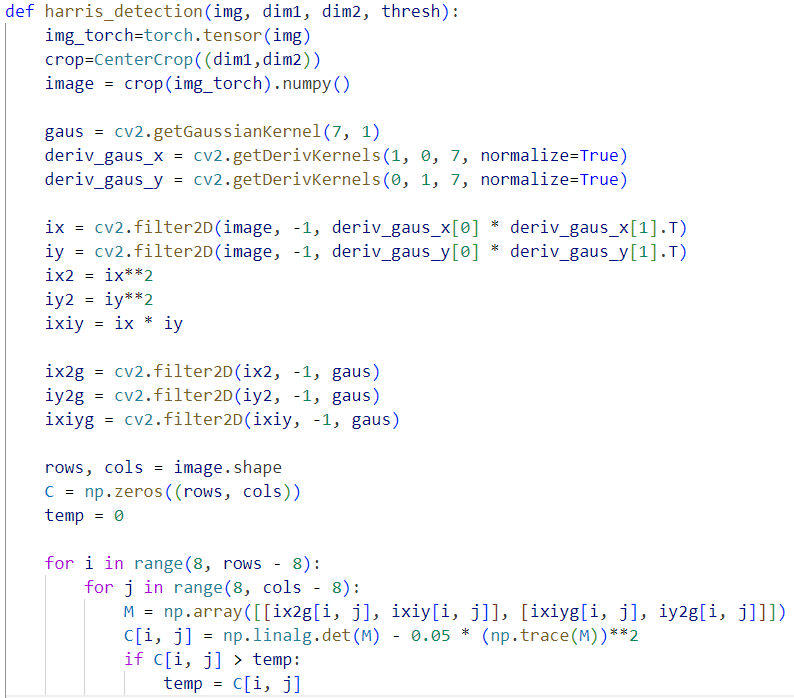 def harris_detection(img, dim1, dim2, thresh):
    img_torch=torch.tensor(img)
    crop=CenterCrop((dim1,dim2))
    image = crop(img_torch).numpy()

    gaus = cv2.getGaussianKernel(7, 1)
    deriv_gaus_x = cv2.getDerivKernels(1, 0, 7, normalize=True)
    deriv_gaus_y = cv2.getDerivKernels(0, 1, 7, normalize=True)

    ix = cv2.filter2D(image, -1, deriv_gaus_x[0] * deriv_gaus_x[1].T)
    iy = cv2.filter2D(image, -1, deriv_gaus_y[0] * deriv_gaus_y[1].T)
    ix2 = ix**2
    iy2 = iy**2
    ixiy = ix * iy

    ix2g = cv2.filter2D(ix2, -1, gaus)
    iy2g = cv2.filter2D(iy2, -1, gaus)
    ixiyg = cv2.filter2D(ixiy, -1, gaus)

    rows, cols = image.shape
    C = np.zeros((rows, cols))
    temp = 0

    for i in range(8, rows - 8):
        for j in range(8, cols - 8):
            M = np.array([[ix2g[i, j], ixiy[i, j]], [ixiyg[i, j], iy2g[i, j]]])
            C[i, j] = np.linalg.det(M) - 0.05 * (np.trace(M))**2
            if C[i, j] > temp:
                temp = C[i, j]